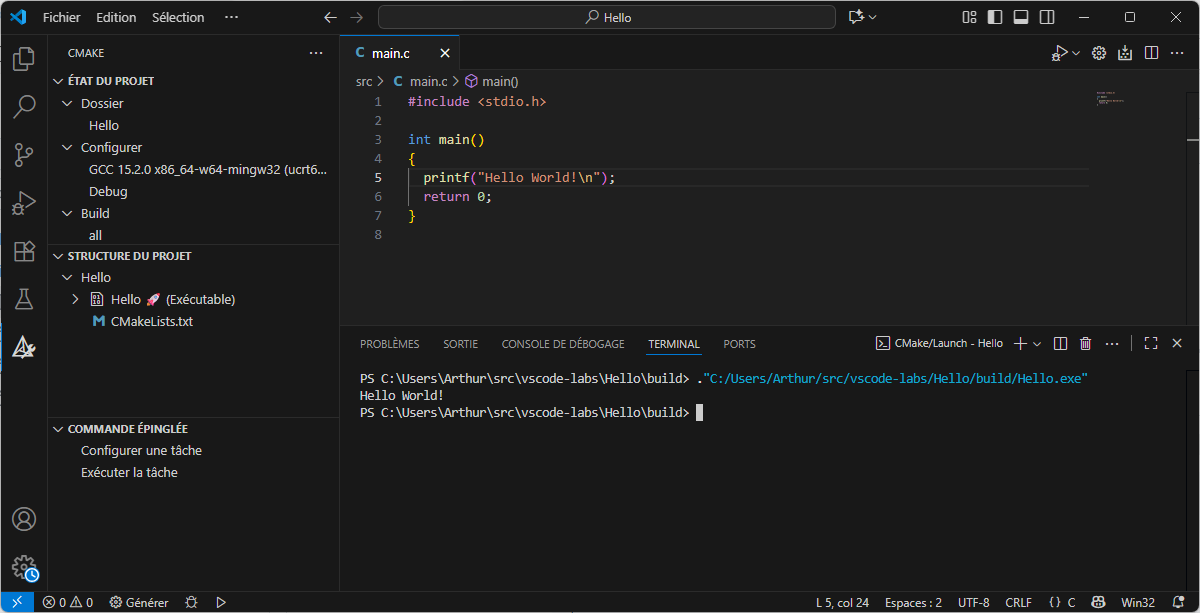 Fichier Edition Sélection ··· Hello
CMAKE ···
ÉTAT DU PROJET
Dossier
Hello
Configurer
GCC 15.2.0 x86_64-w64-mingw32 (ucrt6...
Debug
Build
all
STRUCTURE DU PROJET
Hello
Hello 🚀 (Exécutable)
M CMakeLists.txt
COMMANDE ÉPINGLÉE
Configurer une tâche
Exécuter la tâche
C main.c
src > C main.c > main()
1 #include <stdio.h>
2
3 int main()
4 {
5 printf("Hello World!\n");
6 return 0;
7 }
8
PROBLÈMES SORTIE CONSOLE DE DÉBOGAGE TERMINAL PORTS CMake/Launch - Hello
PS C:\Users\Arthur\src\vscode-labs\Hello\build> ."C:/Users/Arthur/src/vscode-labs/Hello/build/Hello.exe"
Hello World!
PS C:\Users\Arthur\src\vscode-labs\Hello\build>
0 0 Générer L 5, col 24 Espaces : 2 UTF-8 CRLF {} C Win32